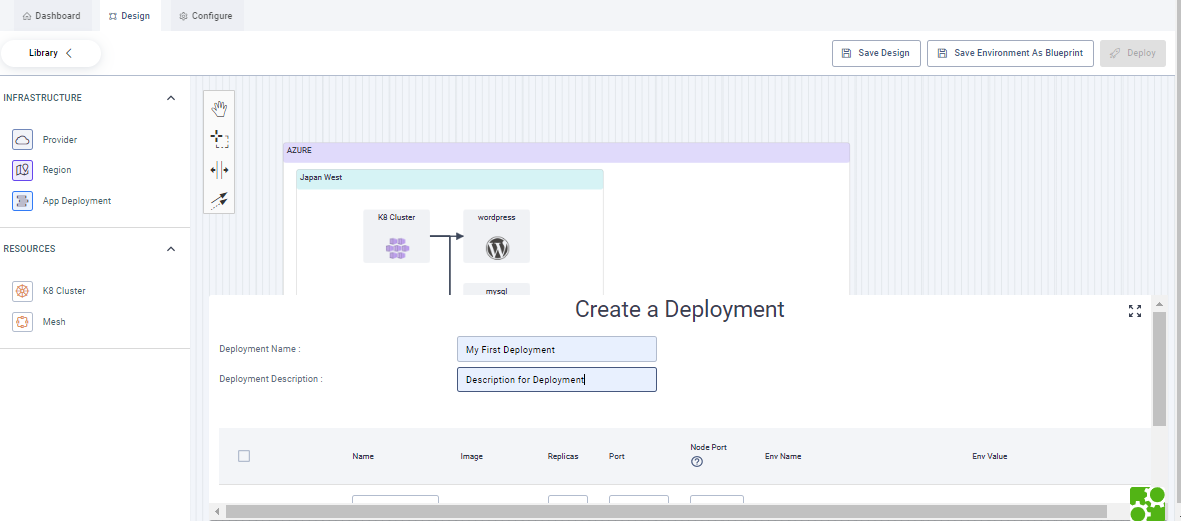 Dashboard Design Configure
Library Save Design Save Environment As Blueprint Deploy
INFRASTRUCTURE
Provider
Region
App Deployment
RESOURCES
K8 Cluster
Mesh
AZURE
Japan West
K8 Cluster wordpress
mysql
Create a Deployment
Deployment Name : My First Deployment
Deployment Description : Description for Deployment
Name Image Replicas Port Node Port Env Name Env Value